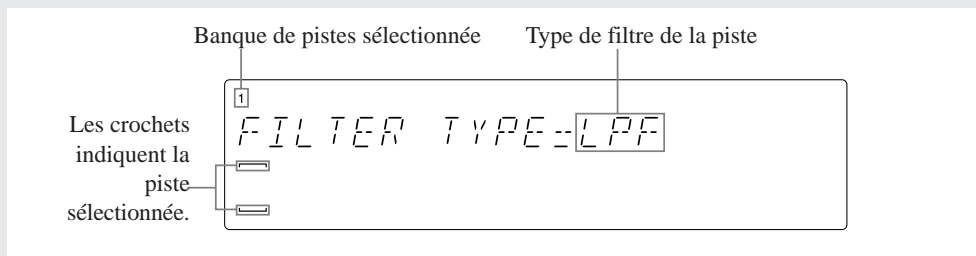 Banque de pistes sélectionnée
Type de filtre de la piste
1
FILTER TYPE=LPF
Les crochets
indiquent la
piste
sélectionnée.